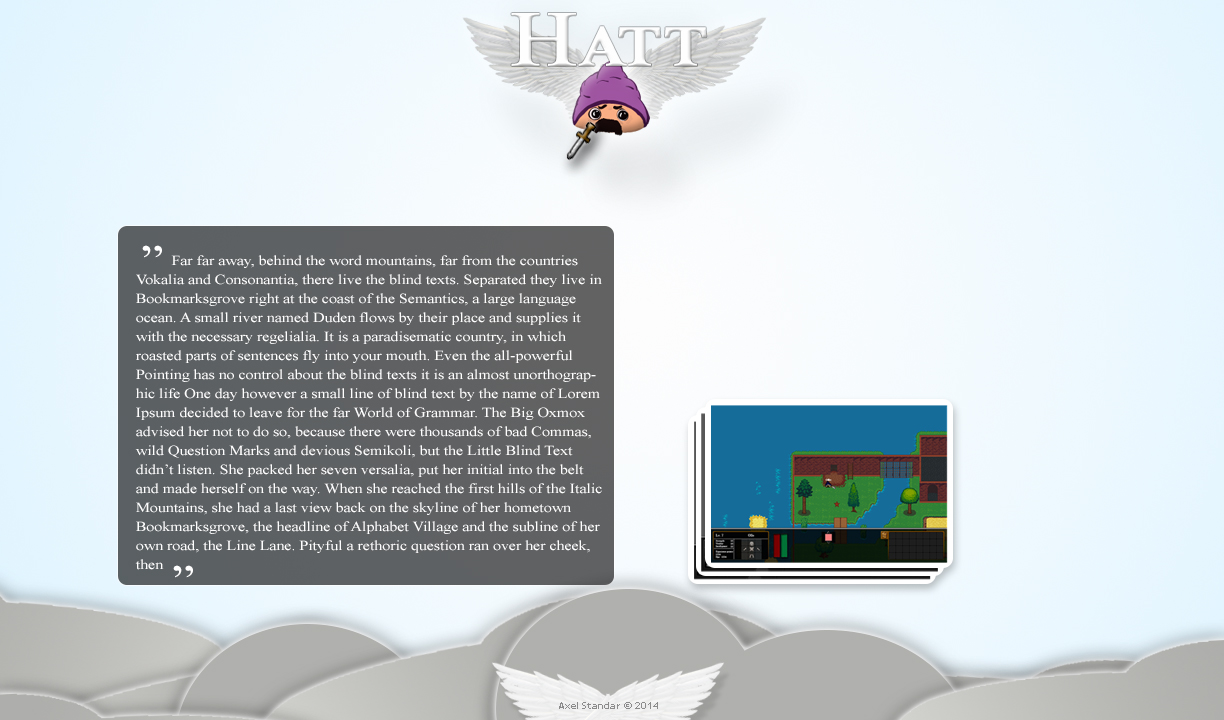 HATT
” Far far away, behind the word mountains, far from the countries
Vokalia and Consonantia, there live the blind texts. Separated they live in
Bookmarksgrove right at the coast of the Semantics, a large language
ocean. A small river named Duden flows by their place and supplies it
with the necessary regelialia. It is a paradisematic country, in which
roasted parts of sentences fly into your mouth. Even the all-powerful
Pointing has no control about the blind texts it is an almost unorthograp-
hic life One day however a small line of blind text by the name of Lorem
Ipsum decided to leave for the far World of Grammar. The Big Oxmox
advised her not to do so, because there were thousands of bad Commas,
wild Question Marks and devious Semikoli, but the Little Blind Text
didn’t listen. She packed her seven versalia, put her initial into the belt
and made herself on the way. When she reached the first hills of the Italic
Mountains, she had a last view back on the skyline of her hometown
Bookmarksgrove, the headline of Alphabet Village and the subline of her
own road, the Line Lane. Pityful a rethoric question ran over her cheek,
then ”
Axel Standar © 2014